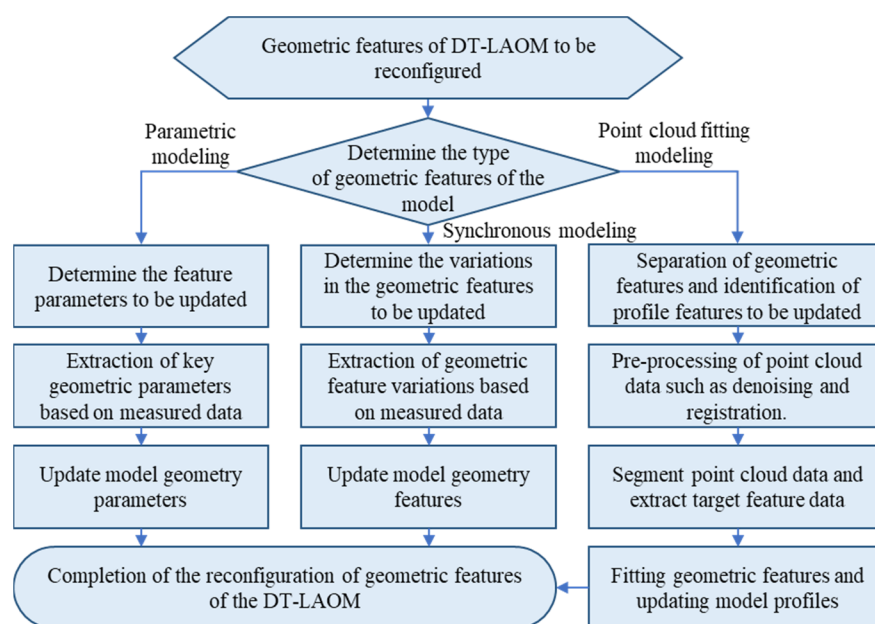 Geometric features of DT-LAOM to be
reconfigured
Parametric
modeling
Point cloud fitting
modeling
Determine the type
of geometric features of the
model
Synchronous modeling
Determine the feature
parameters to be updated
Determine the variations
in the geometric features
to be updated
Separation of geometric
features and identification of
profile features to be updated
Extraction of key
geometric parameters
based on measured data
Extraction of geometric
feature variations based
on measured data
Pre-processing of point cloud
data such as denoising and
registration.
Update model geometry
parameters
Update model geometry
features
Segment point cloud data and
extract target feature data
Completion of the reconfiguration of geometric features
of the DT-LAOM
Fitting geometric features and
updating model profiles